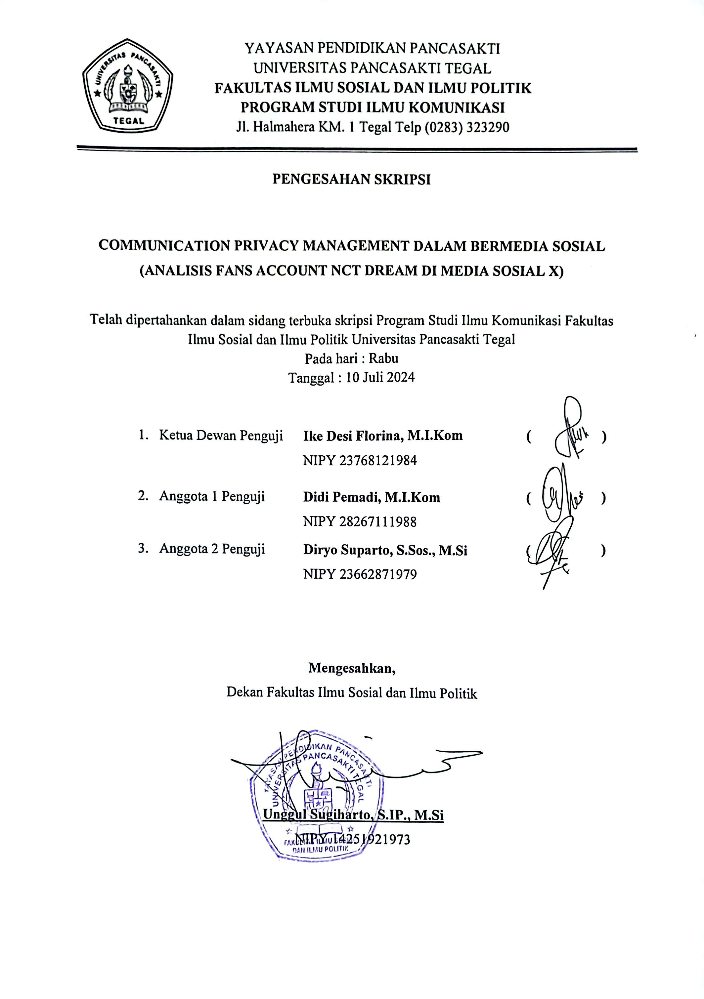 UNIVERSITAS PANCASAKTI
TEGAL
YAYASAN PENDIDIKAN PANCASAKTI
UNIVERSITAS PANCASAKTI TEGAL
FAKULTAS ILMU SOSIAL DAN ILMU POLITIK
PROGRAM STUDI ILMU KOMUNIKASI
Jl. Halmahera KM. 1 Tegal Telp (0283) 323290
PENGESAHAN SKRIPSI
COMMUNICATION PRIVACY MANAGEMENT DALAM BERMEDIA SOSIAL
(ANALISIS FANS ACCOUNT NCT DREAM DI MEDIA SOSIAL X)
Telah dipertahankan dalam sidang terbuka skripsi Program Studi Ilmu Komunikasi Fakultas
Ilmu Sosial dan Ilmu Politik Universitas Pancasakti Tegal
Pada hari : Rabu
Tanggal : 10 Juli 2024
1. Ketua Dewan Penguji Ike Desi Florina, M.I.Kom ( )
NIPY 23768121984
2. Anggota 1 Penguji Didi Pemadi, M.I.Kom ( )
NIPY 28267111988
3. Anggota 2 Penguji Diryo Suparto, S.Sos., M.Si ( )
NIPY 23662871979
Mengesahkan,
Dekan Fakultas Ilmu Sosial dan Ilmu Politik
YAYASAN PENDIDIKAN PANCASAKTI
UNIVERSITAS PANCASAKTI TEGAL
Unggul Sugiharto, S.IP., M.Si
NIPY 14251921973
FAKULTAS ILMU SOSIAL
DAN ILMU POLITIK